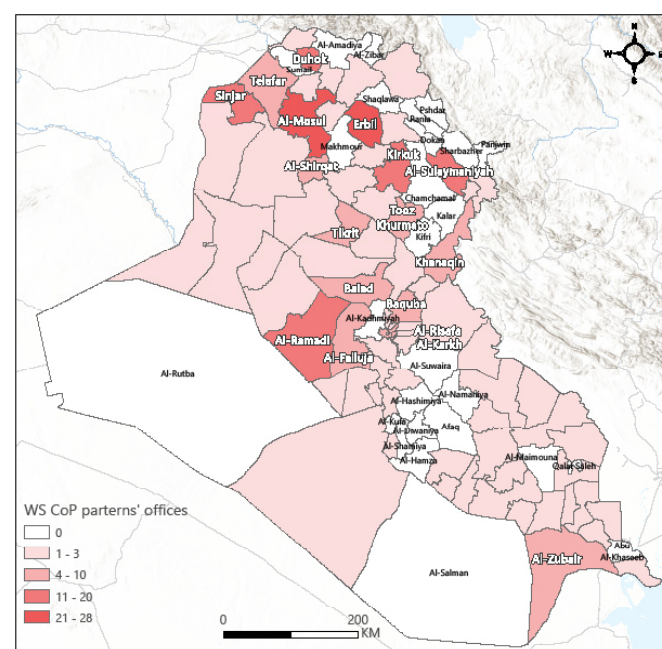 N
W E
S
Al-Amadiya
Al-Zibar
Duhok
Sumail
Telafar
Sinjar
Shaqlawa
Pshdar
Rania
Al-Mosul
Erbil
Dokan
Panjwin
Sharbazher
Makhmour
Kirkuk
Al-Shirqat
Al-Sulaymaniyah
Chamchamal
Tooz
Khurmato
Kalar
Tikrit
Kifri
Khanaqin
Balad
Baquba
Al-Kadhmiyah
Al-Ramadi
Al-Risafa
Al-Karkh
Al-Falluja
Al-Suwaira
Al-Rutba
Al-Hashimiya
Al-Namaniya
Al-Kufa
Al-Diwaniya
Afaq
Al-Shamiya
Al-Hamza
Al-Maimouna
Qalat Saleh
Abu
Al-Khaseeb
Al-Zubair
Al-Salman
WS CoP parterns' offices
0
1 - 3
4 - 10
11 - 20
21 - 28
0 200
KM